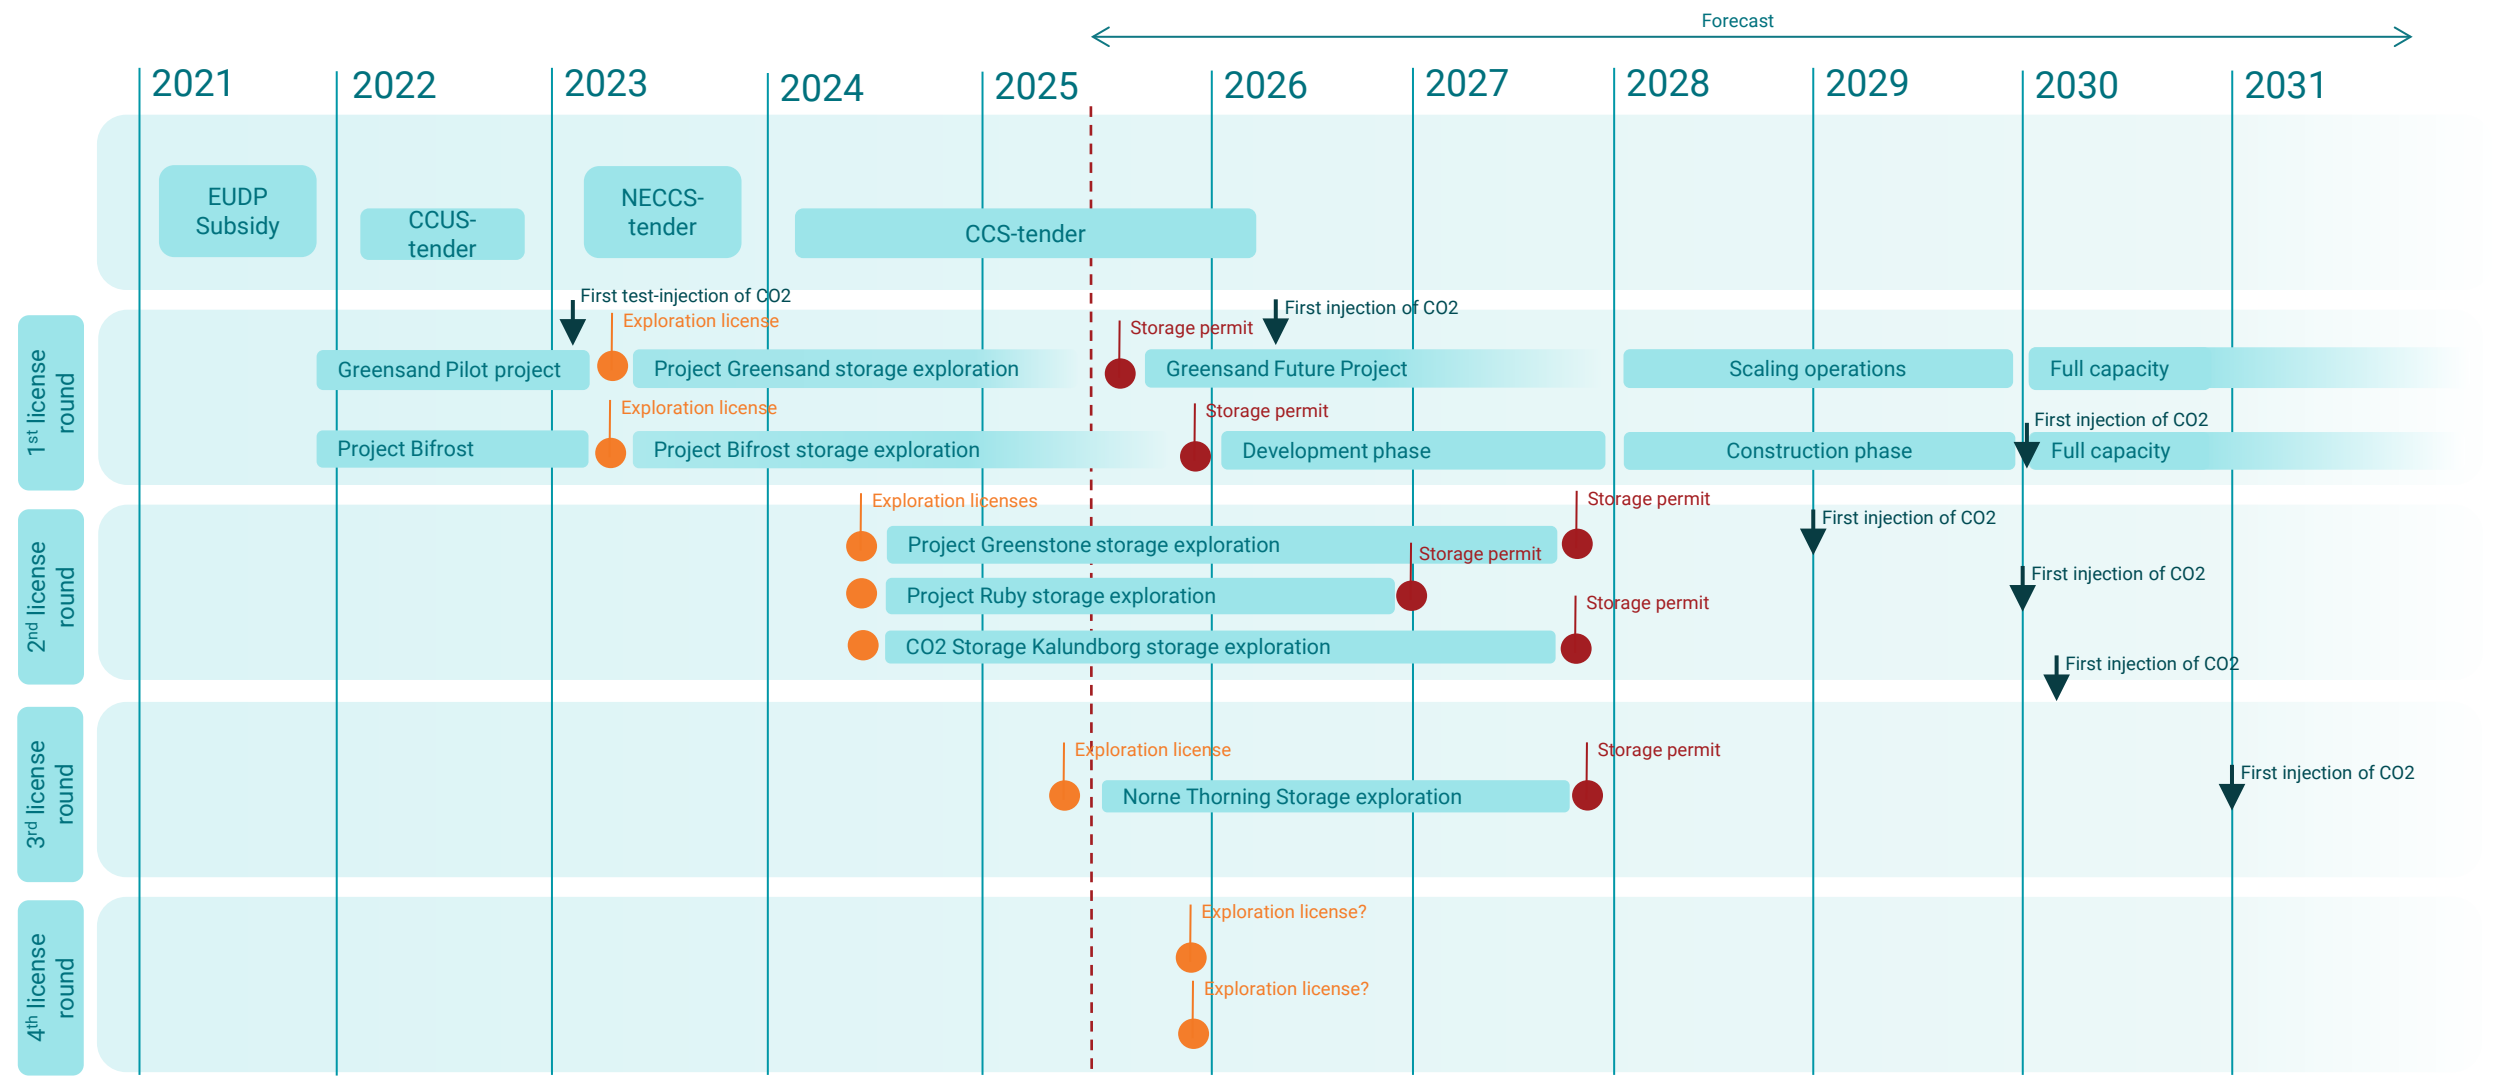 Forecast
2021
2022
2023
2024
2025
2026
2027
2028
2029
2030
2031
EUDP
Subsidy
CCUS-
tender
NECCS-
tender
CCS-tender
1st license
round
First test-injection of CO2
Exploration license
Storage permit
First injection of CO2
Greensand Pilot project
Project Greensand storage exploration
Greensand Future Project
Scaling operations
Full capacity
Exploration license
Storage permit
First injection of CO2
Project Bifrost
Project Bifrost storage exploration
Development phase
Construction phase
Full capacity
2nd license
round
Exploration licenses
Storage permit
First injection of CO2
Project Greenstone storage exploration
Storage permit
First injection of CO2
Project Ruby storage exploration
Storage permit
CO2 Storage Kalundborg storage exploration
First injection of CO2
3rd license
round
Exploration license
Storage permit
First injection of CO2
Norne Thorning Storage exploration
4th license
round
Exploration license?
Exploration license?